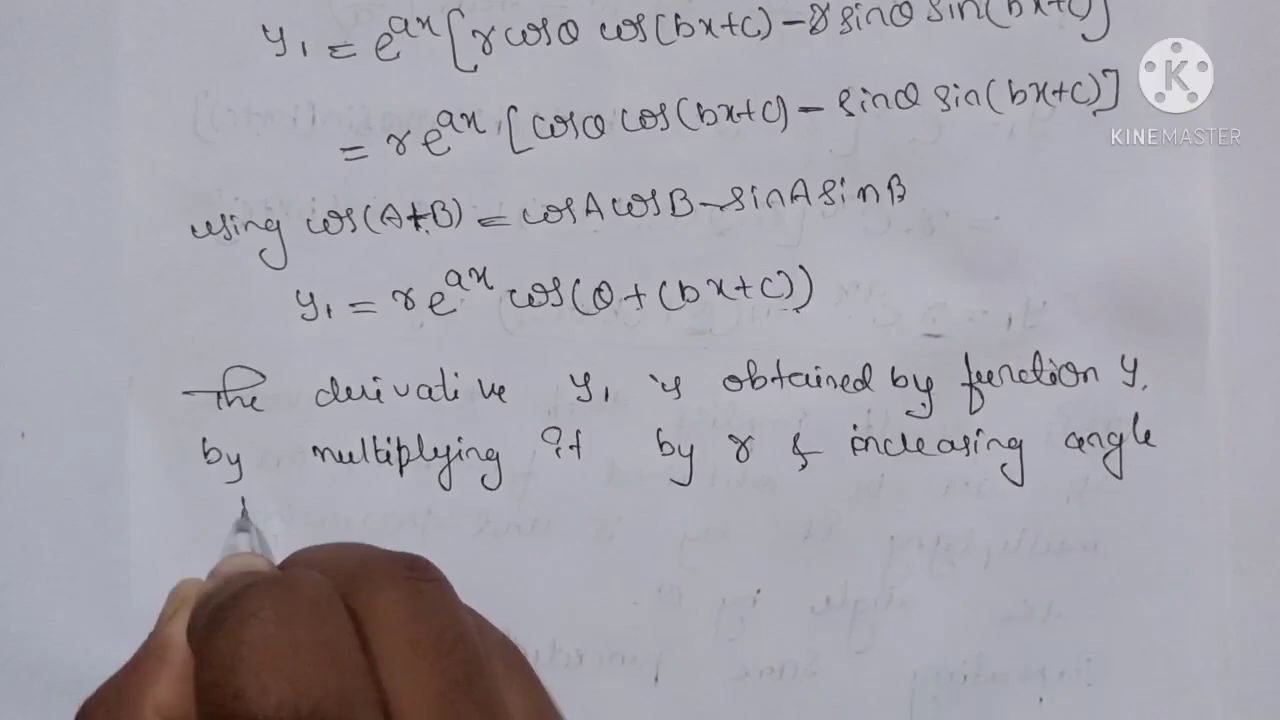 y₁ = e^ax [r cosθ cos(bx+c) - r sinθ sin(bx+c)]
= r e^ax [cosθ cos(bx+c) - sinθ sin(bx+c)]
using cos(A+B) = cosA cosB - sinA sinB
y₁ = r e^ax cos(θ + (bx+c))
The derivative y₁ is obtained by function y,
by multiplying it by r & increasing angle
K
KINEMASTER